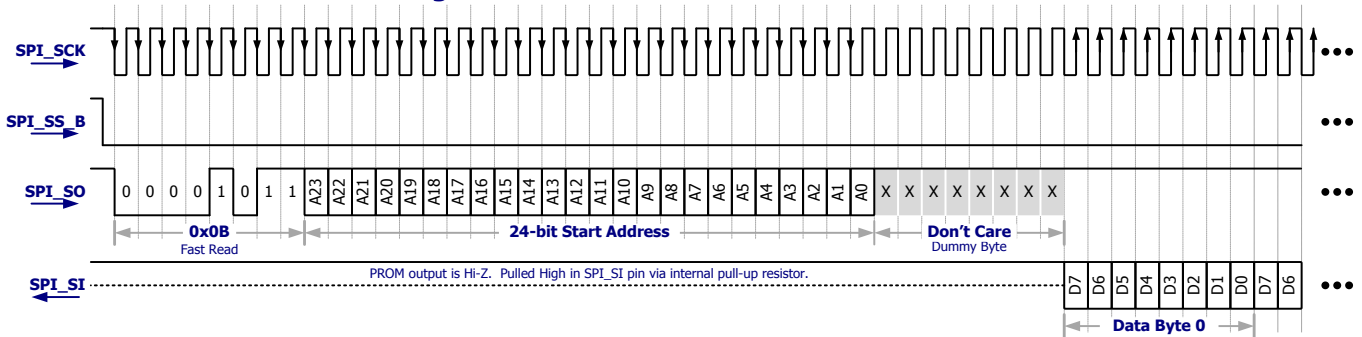 SPI_SCK
SPI_SS_B
SPI_SO 0 0 0 0 1 0 1 1 A23 A22 A21 A20 A19 A18 A17 A16 A15 A14 A13 A12 A11 A10 A9 A8 A7 A6 A5 A4 A3 A2 A1 A0 X X X X X X X X
0x0B 24-bit Start Address Don't Care
Fast Read Dummy Byte
PROM output is Hi-Z. Pulled High in SPI_SI pin via internal pull-up resistor.
SPI_SI D7 D6 D5 D4 D3 D2 D1 D0 D7 D6
Data Byte 0